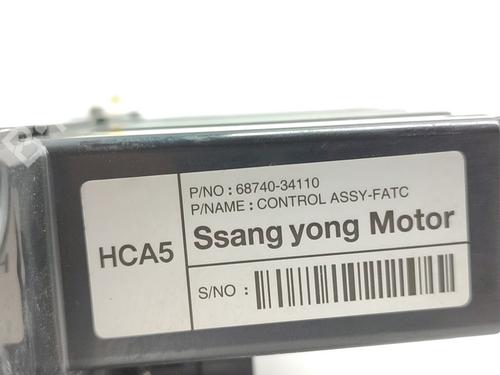 P/NO : 68740-34110
P/NAME : CONTROL ASSY-FATC
HCA5
Ssang yong Motor
S/NO :